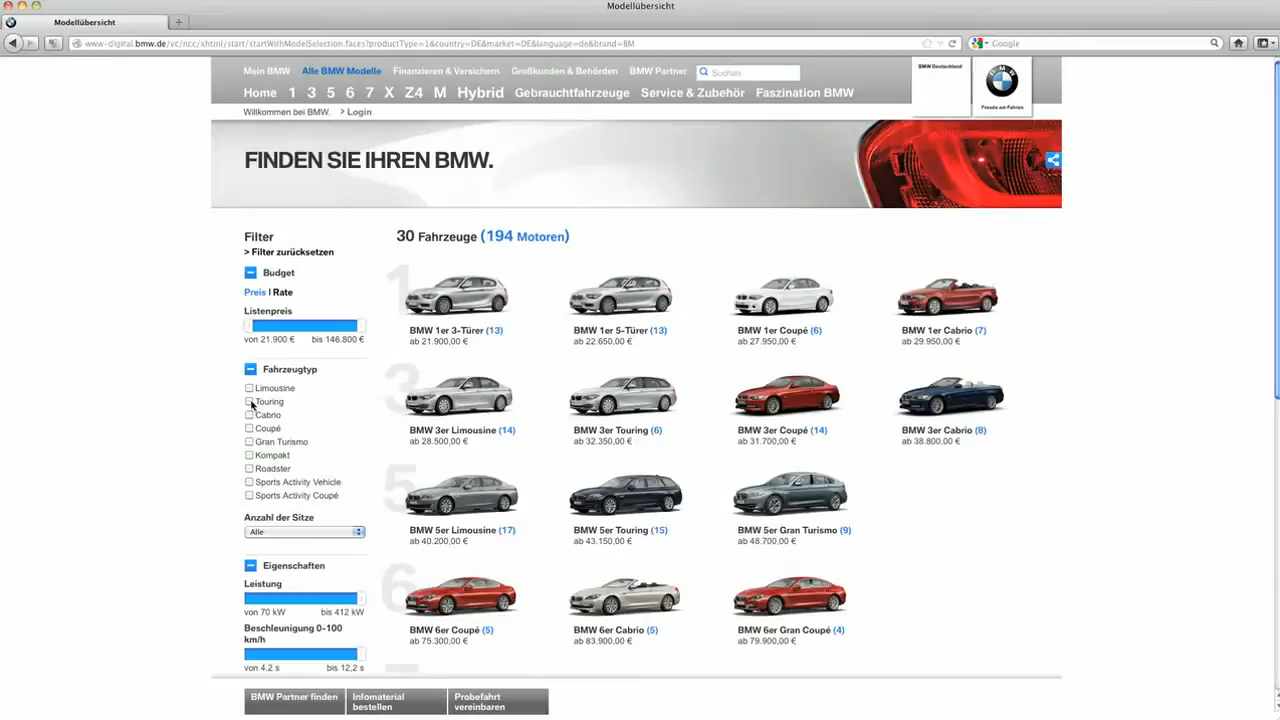 Modellübersicht
Modellübersicht
www-digital.bmw.de/vc/ncc/xhtml/start/startWithModelSelection.faces?productType=1&country=DE&market=DE&language=de&brand=BM
Google
Mein BMW Alle BMW Modelle Finanzieren & Versichern Großkunden & Behörden BMW Partner Suchen
BMW Deutschland
Home 1 3 5 6 7 X Z4 M Hybrid Gebrauchtfahrzeuge Service & Zubehör Faszination BMW
BMW
Freude am Fahren
Willkommen bei BMW. > Login
FINDEN SIE IHREN BMW.
Filter
> Filter zurücksetzen
Budget
Preis | Rate
Listenpreis
von 21.900 € bis 146.800 €
Fahrzeugtyp
Limousine
Touring
Cabrio
Coupé
Gran Turismo
Kompakt
Roadster
Sports Activity Vehicle
Sports Activity Coupé
Anzahl der Sitze
Alle
Eigenschaften
Leistung
von 70 kW bis 412 kW
Beschleunigung 0-100
km/h
von 4,2 s bis 12,2 s
30 Fahrzeuge (194 Motoren)
1
BMW 1er 3-Türer (13) BMW 1er 5-Türer (13) BMW 1er Coupé (6) BMW 1er Cabrio (7)
ab 21.900,00 € ab 22.650,00 € ab 27.950,00 € ab 29.950,00 €
3
BMW 3er Limousine (14) BMW 3er Touring (6) BMW 3er Coupé (14) BMW 3er Cabrio (8)
ab 28.500,00 € ab 32.350,00 € ab 31.700,00 € ab 38.800,00 €
5
BMW 5er Limousine (17) BMW 5er Touring (15) BMW 5er Gran Turismo (9)
ab 40.200,00 € ab 43.150,00 € ab 48.700,00 €
6
BMW 6er Coupé (5) BMW 6er Cabrio (5) BMW 6er Gran Coupé (4)
ab 75.300,00 € ab 83.900,00 € ab 79.900,00 €
BMW Partner finden
Infomaterial
bestellen
Probefahrt
vereinbaren